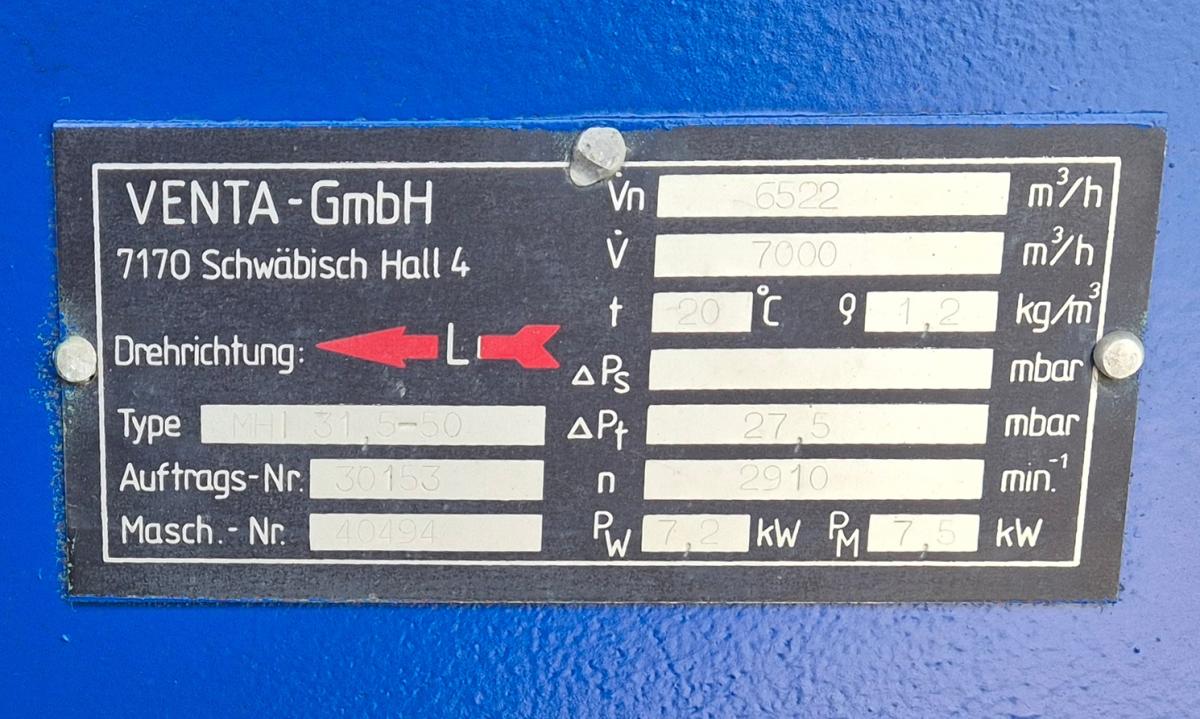 VENTA-GmbH
7170 Schwäbisch Hall 4
Drehrichtung: L
Type MHI 31,5-50
Auftrags-Nr. 30153
Masch.-Nr. 40494
V̇n 6522 m³/h
V̇ 7000 m³/h
t 20 °C ϱ 1,2 kg/m³
△Ps mbar
△Pt 27,5 mbar
n 2910 min.⁻¹
PW 7,2 kW PM 7,5 kW